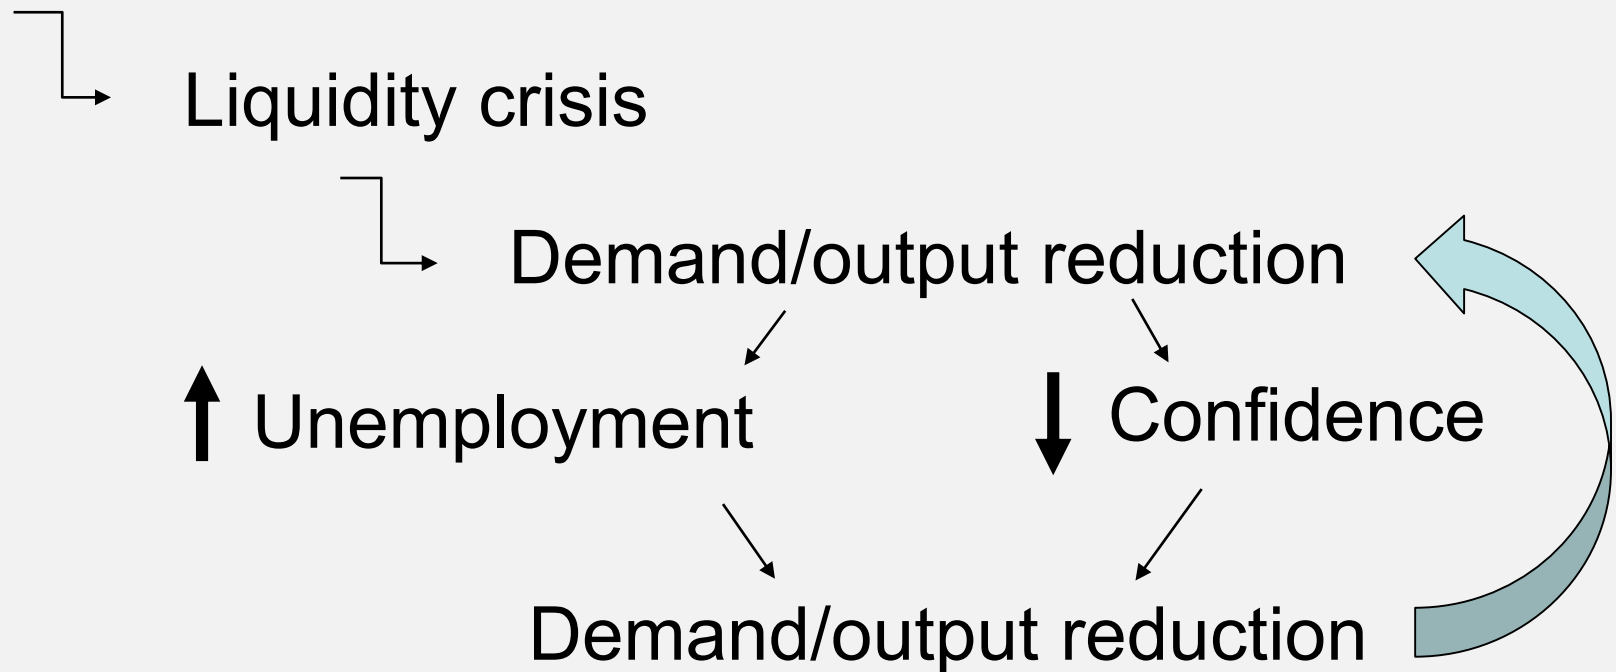 Liquidity crisis
Demand/output reduction
Unemployment
Confidence
Demand/output reduction